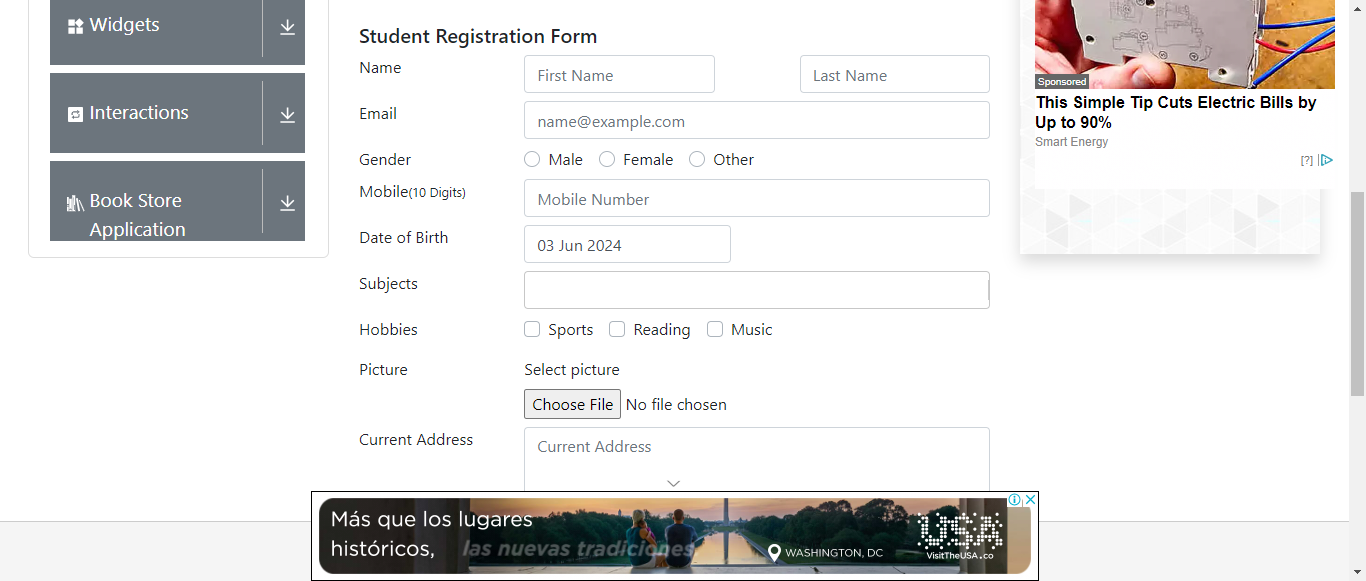 Widgets
Interactions
Book Store
Application
Student Registration Form
Name
First Name
Last Name
Email
name@example.com
Gender
Male
Female
Other
Mobile(10 Digits)
Mobile Number
Date of Birth
03 Jun 2024
Subjects
Hobbies
Sports
Reading
Music
Picture
Select picture
Choose File
No file chosen
Current Address
Current Address
Sponsored
This Simple Tip Cuts Electric Bills by
Up to 90%
Smart Energy
[?]
Más que los lugares
históricos,
las nuevas tradiciones
WASHINGTON, DC
USA
VisitTheUSA.co